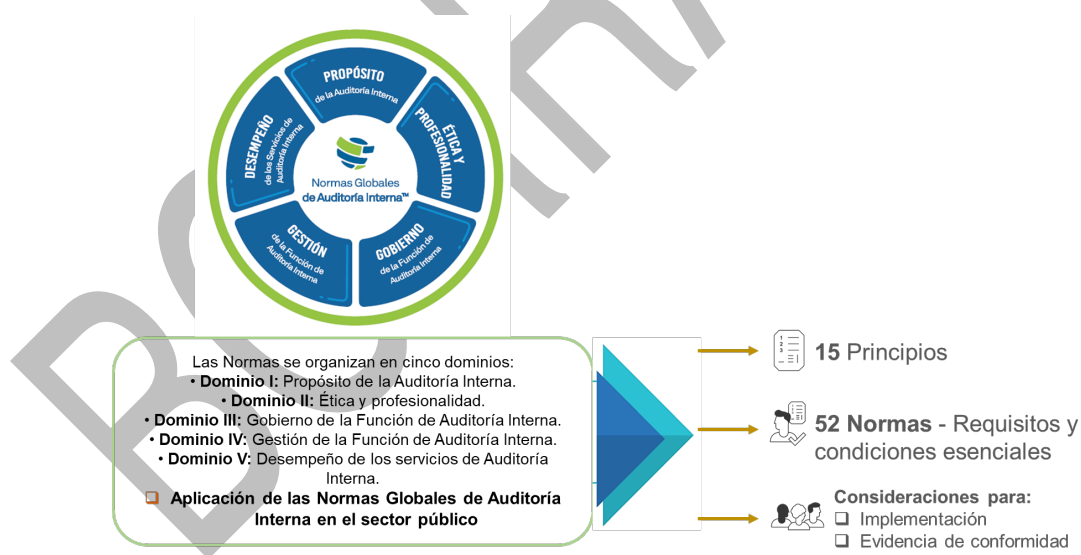 PROPÓSITO
de la Auditoría Interna
ÉTICA Y
PROFESIONALIDAD
GOBIERNO
de la Función de
Auditoría Interna
GESTIÓN
de la Función de
Auditoría Interna
DESEMPEÑO
de los Servicios de
Auditoría Interna
Normas Globales
de Auditoría Interna™
Las Normas se organizan en cinco dominios:
• Dominio I: Propósito de la Auditoría Interna.
• Dominio II: Ética y profesionalidad.
• Dominio III: Gobierno de la Función de Auditoría Interna.
• Dominio IV: Gestión de la Función de Auditoría Interna.
• Dominio V: Desempeño de los servicios de Auditoría
Interna.
❑ Aplicación de las Normas Globales de Auditoría
Interna en el sector público
1
2
3
15 Principios
52 Normas - Requisitos y
condiciones esenciales
Consideraciones para:
❑ Implementación
❑ Evidencia de conformidad